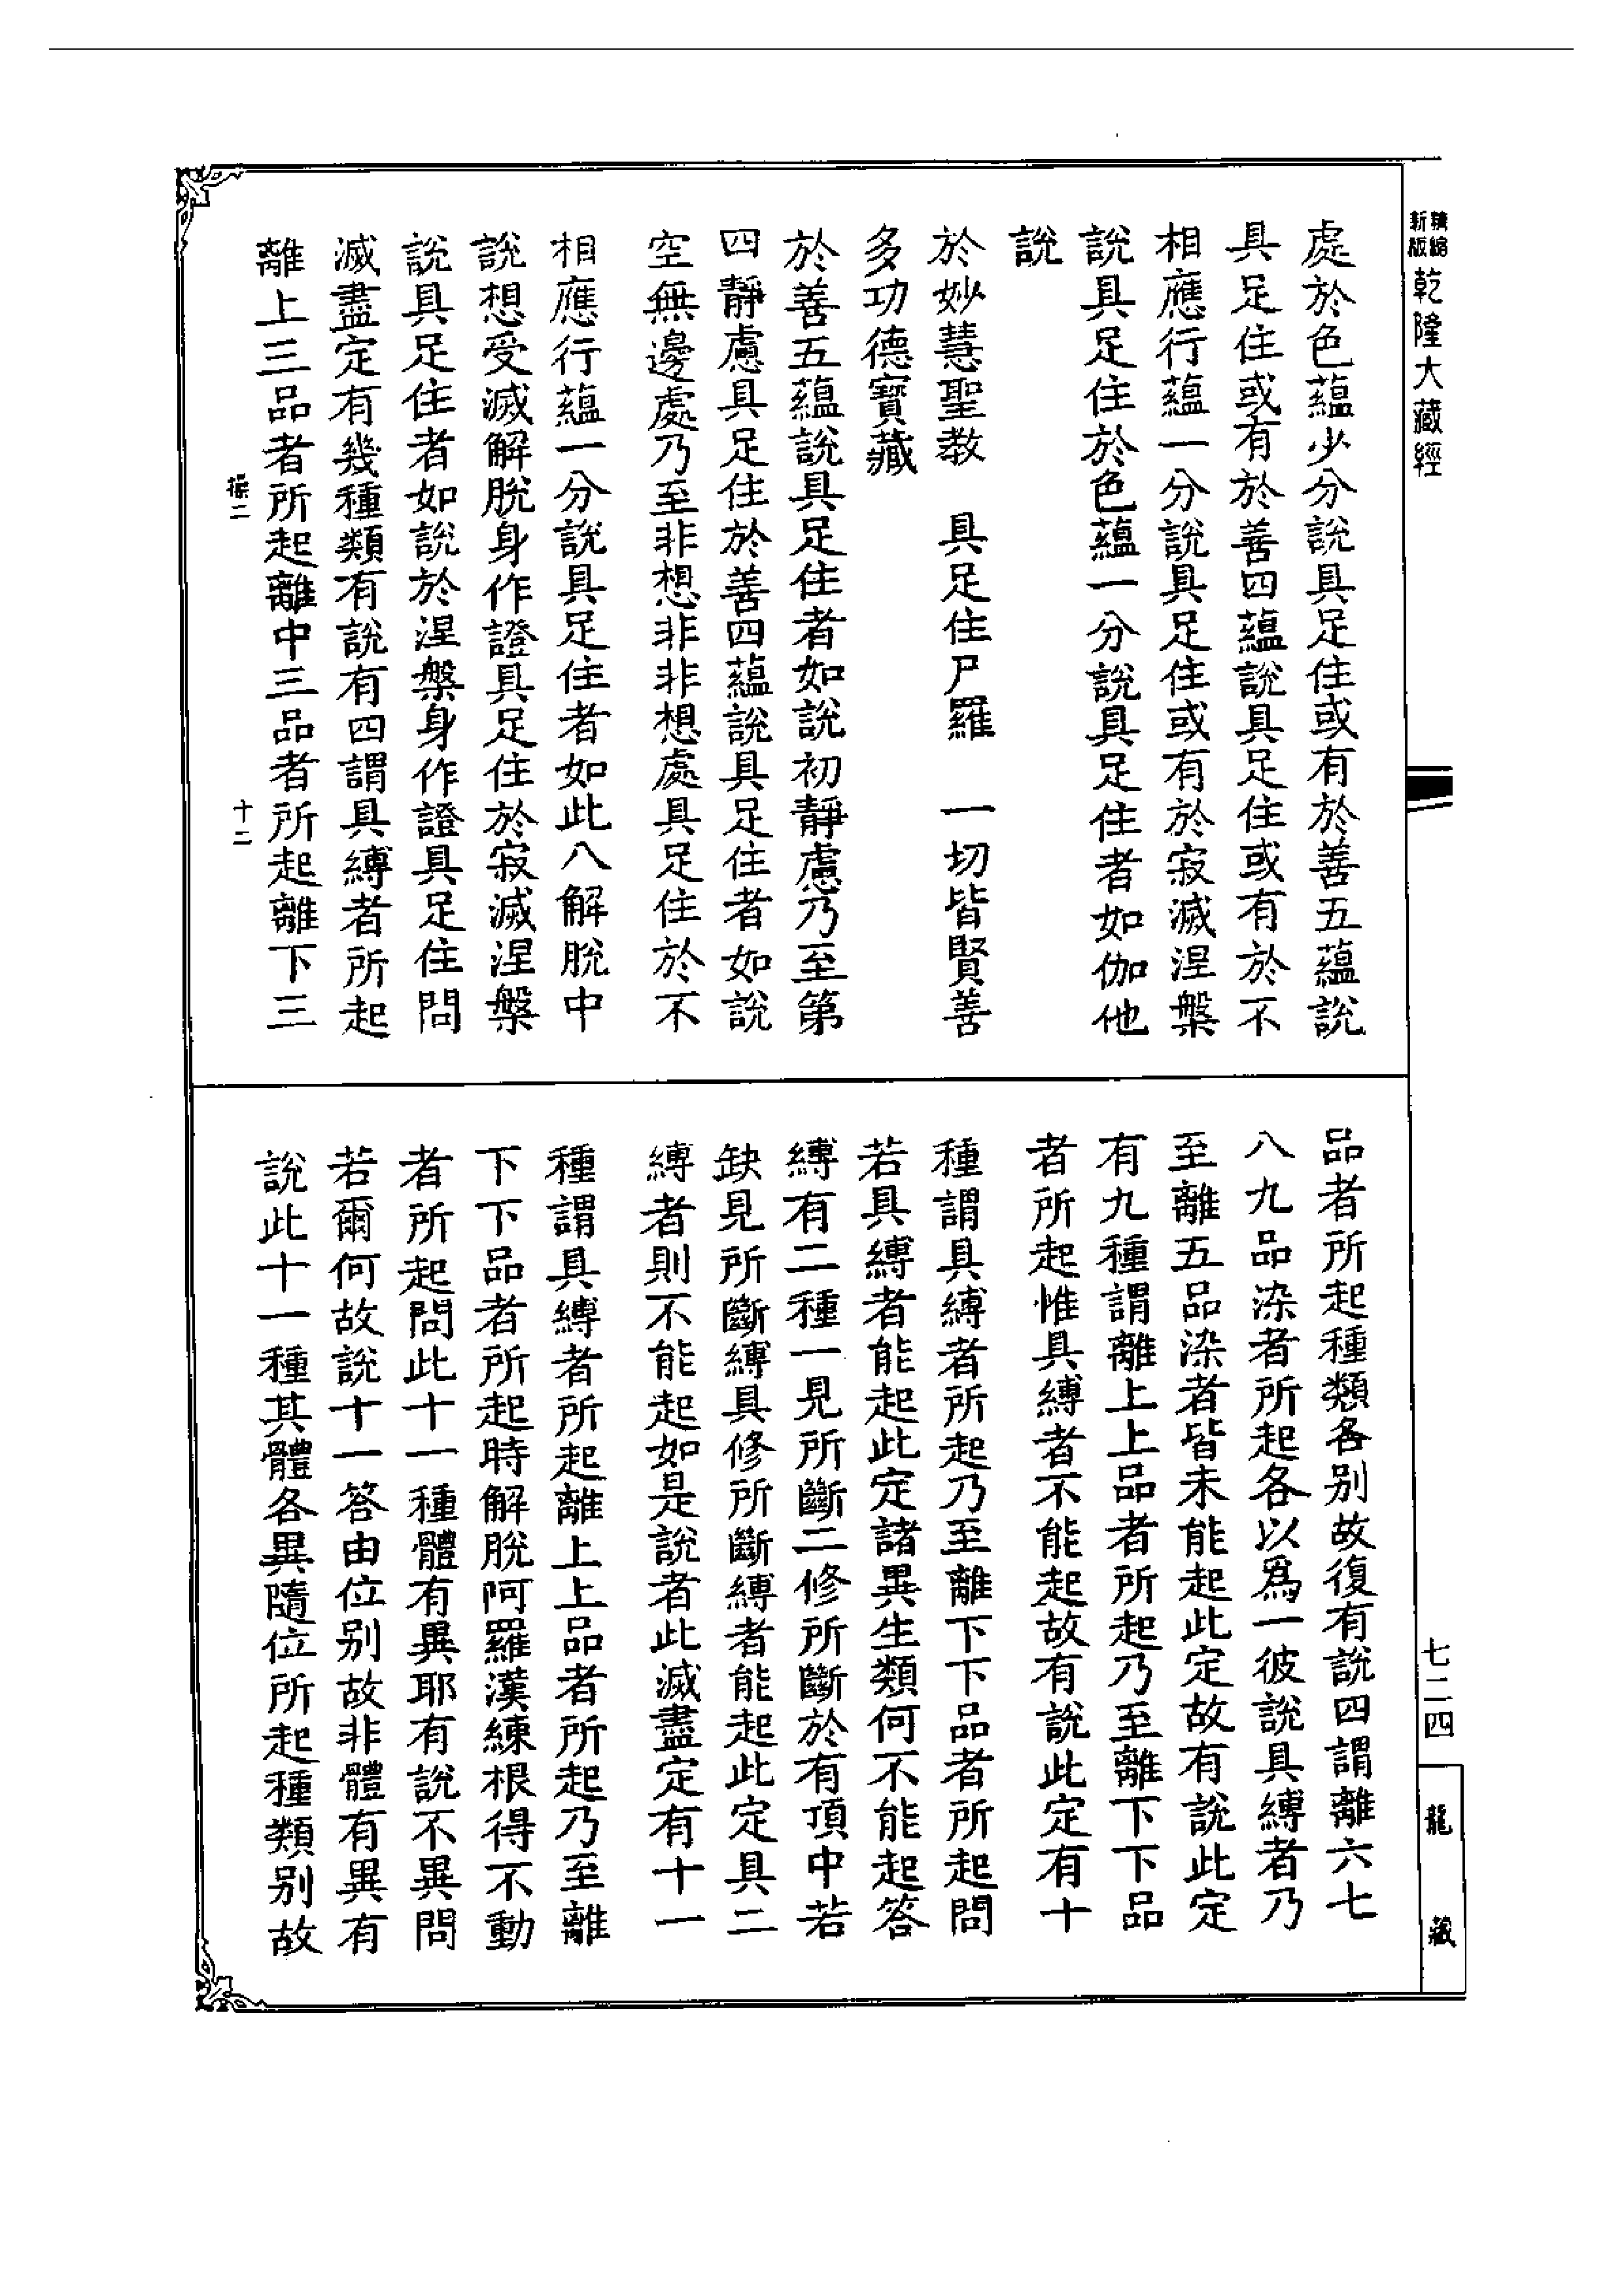 精縮
新版
乾隆大藏經
處於色蘊少分說具足住或有於善五蘊說
具足住或有於善四蘊說具足住或有於不
相應行蘊一分說具足住或有於寂滅涅槃
說具足住於色蘊一分說具足住者如伽他
說
於妙慧聖教　具足住尸羅　一切皆賢善
多功德寶藏
於善五蘊說具足住者如說初靜慮乃至第
四靜慮具足住於善四蘊說具足住者如說
空無邊處乃至非想非非想處具足住於不
相應行蘊一分說具足住者如此八解脫中
說想受滅解脫身作證具足住於寂滅涅槃
說具足住者如說於涅槃身作證具足住問
滅盡定有幾種類有說有四謂具縛者所起
離上三品者所起離中三品者所起離下三
十二
品者所起種類各別故復有說四謂離六七
八九品染者所起各以為一彼說具縛者乃
至離五品染者皆未能起此定故有說此定
有九種謂離上上品者所起乃至離下下品
者所起惟具縛者不能起故有說此定有十
種謂具縛者所起乃至離下下品者所起問
若具縛者能起此定諸異生類何不能起答
縛有二種一見所斷二修所斷於有頂中若
缺見所斷縛具修所斷縛者能起此定具二
縛者則不能起如是說者此滅盡定有十一
種謂具縛者所起離上上品者所起乃至離
下下品者所起時解脫阿羅漢練根得不動
者所起問此十一種體有異耶有說不異問
若爾何故說十一答由位別故非體有異有
說此十一種其體各異隨位所起種類別故
七二四
龍藏